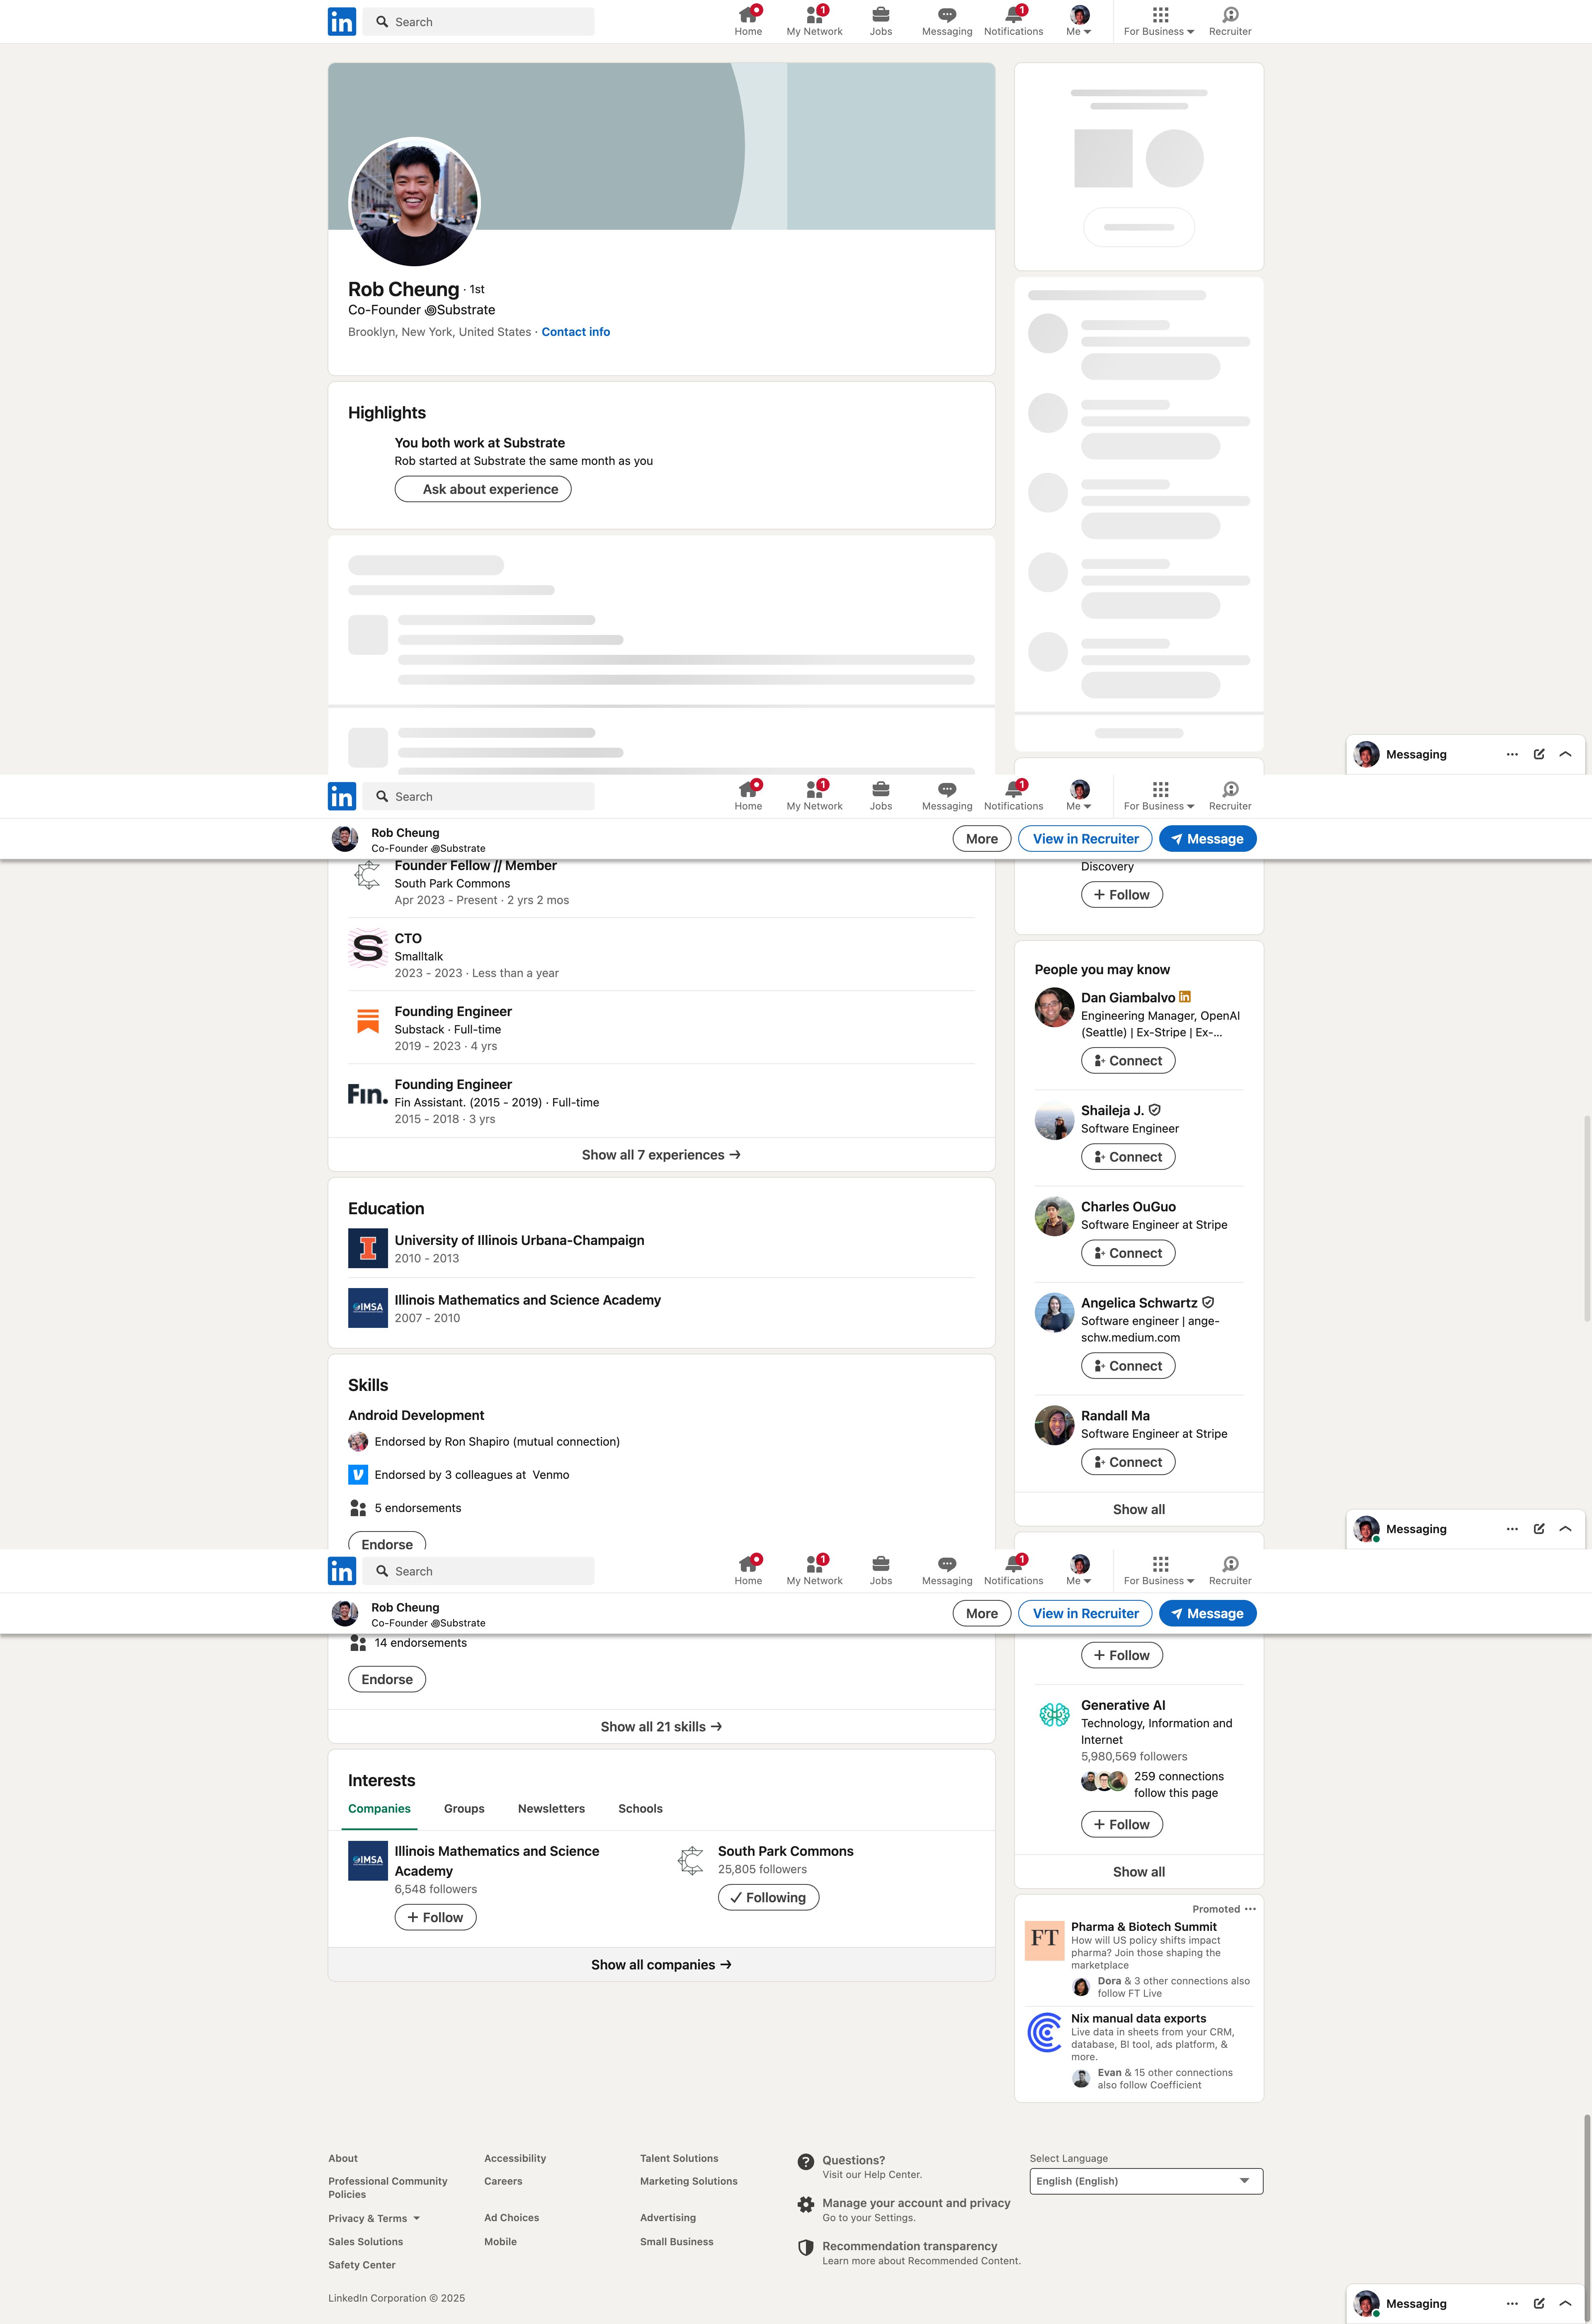 in
Search
Home
1
My Network
Jobs
Messaging
1
Notifications
Me
For Business
Recruiter
Rob Cheung · 1st
Co-Founder @Substrate
Brooklyn, New York, United States · Contact info
Highlights
You both work at Substrate
Rob started at Substrate the same month as you
Ask about experience
Messaging
in
Search
Home
1
My Network
Jobs
Messaging
1
Notifications
Me
For Business
Recruiter
Rob Cheung
Co-Founder @Substrate
More
View in Recruiter
Message
Founder Fellow // Member
South Park Commons
Apr 2023 - Present · 2 yrs 2 mos
S
CTO
Smalltalk
2023 - 2023 · Less than a year
Founding Engineer
Substack · Full-time
2019 - 2023 · 4 yrs
Fin.
Founding Engineer
Fin Assistant. (2015 - 2019) · Full-time
2015 - 2018 · 3 yrs
Show all 7 experiences →
Education
I
University of Illinois Urbana-Champaign
2010 - 2013
IMSA
Illinois Mathematics and Science Academy
2007 - 2010
Skills
Android Development
Endorsed by Ron Shapiro (mutual connection)
V
Endorsed by 3 colleagues at Venmo
5 endorsements
Endorse
Discovery
+ Follow
People you may know
Dan Giambalvo in
Engineering Manager, OpenAI
(Seattle) | Ex-Stripe | Ex-...
Connect
Shaileja J.
Software Engineer
Connect
Charles OuGuo
Software Engineer at Stripe
Connect
Angelica Schwartz
Software engineer | ange-
schw.medium.com
Connect
Randall Ma
Software Engineer at Stripe
Connect
Show all
Messaging
in
Search
Home
1
My Network
Jobs
Messaging
1
Notifications
Me
For Business
Recruiter
Rob Cheung
Co-Founder @Substrate
More
View in Recruiter
Message
14 endorsements
Endorse
Show all 21 skills →
Interests
Companies
Groups
Newsletters
Schools
IMSA
Illinois Mathematics and Science
Academy
6,548 followers
+ Follow
South Park Commons
25,805 followers
✓ Following
Show all companies →
+ Follow
Generative AI
Technology, Information and
Internet
5,980,569 followers
259 connections
follow this page
+ Follow
Show all
Promoted ···
FT
Pharma & Biotech Summit
How will US policy shifts impact
pharma? Join those shaping the
marketplace
Dora & 3 other connections also
follow FT Live
Nix manual data exports
Live data in sheets from your CRM,
database, BI tool, ads platform, &
more.
Evan & 15 other connections
also follow Coefficient
About
Professional Community
Policies
Privacy & Terms
Sales Solutions
Safety Center
Accessibility
Careers
Ad Choices
Mobile
Talent Solutions
Marketing Solutions
Advertising
Small Business
Questions?
Visit our Help Center.
Manage your account and privacy
Go to your Settings.
Recommendation transparency
Learn more about Recommended Content.
Select Language
English (English)
LinkedIn Corporation © 2025
Messaging